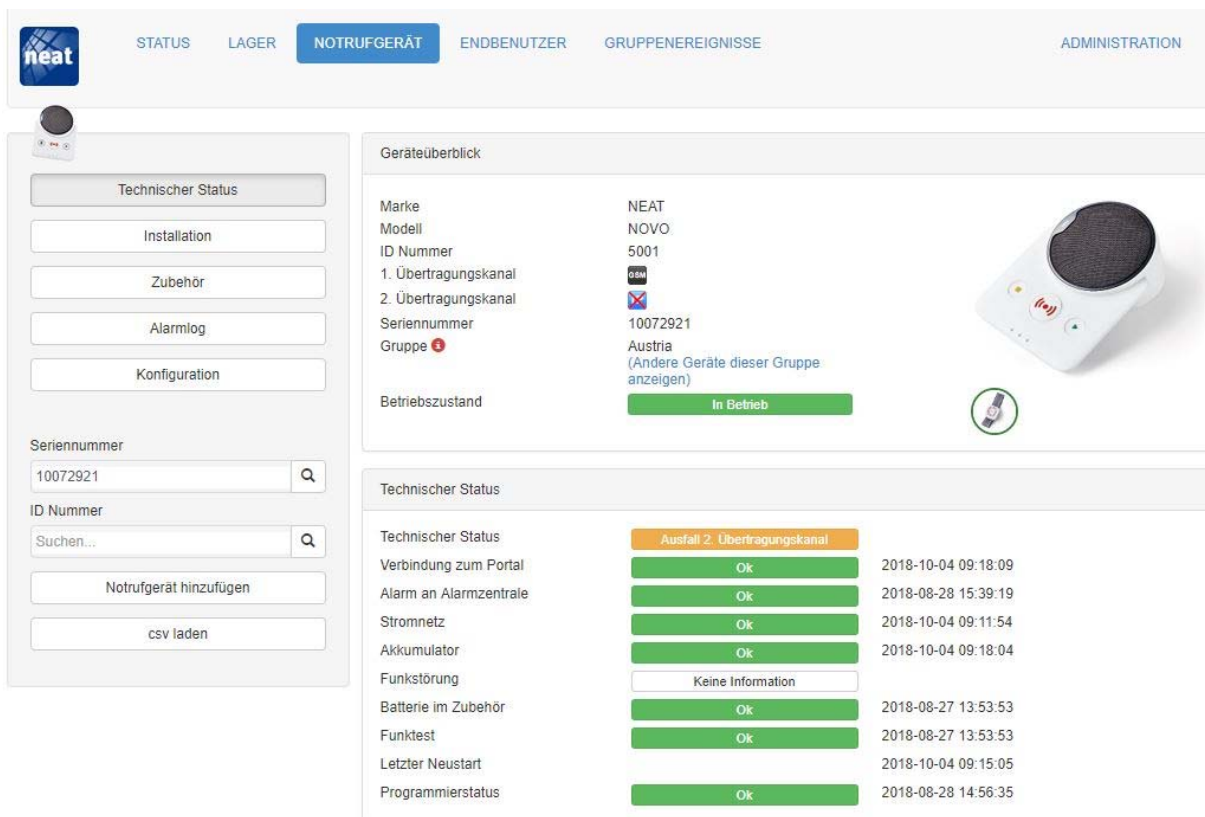 neat
STATUS LAGER NOTRUFGERÄT ENDBENUTZER GRUPPENEREIGNISSE ADMINISTRATION
Technischer Status
Installation
Zubehör
Alarmlog
Konfiguration
Seriennummer
10072921
ID Nummer
Suchen...
Notrufgerät hinzufügen
csv laden
Geräteüberblick
Marke NEAT
Modell NOVO
ID Nummer 5001
1. Übertragungskanal GSM
2. Übertragungskanal
Seriennummer 10072921
Gruppe Austria
(Andere Geräte dieser Gruppe
anzeigen)
Betriebszustand In Betrieb
Technischer Status
Technischer Status Ausfall 2. Übertragungskanal
Verbindung zum Portal Ok 2018-10-04 09:18:09
Alarm an Alarmzentrale Ok 2018-08-28 15:39:19
Stromnetz Ok 2018-10-04 09:11:54
Akkumulator Ok 2018-10-04 09:18:04
Funkstörung Keine Information
Batterie im Zubehör Ok 2018-08-27 13:53:53
Funktest Ok 2018-08-27 13:53:53
Letzter Neustart 2018-10-04 09:15:05
Programmierstatus Ok 2018-08-28 14:56:35